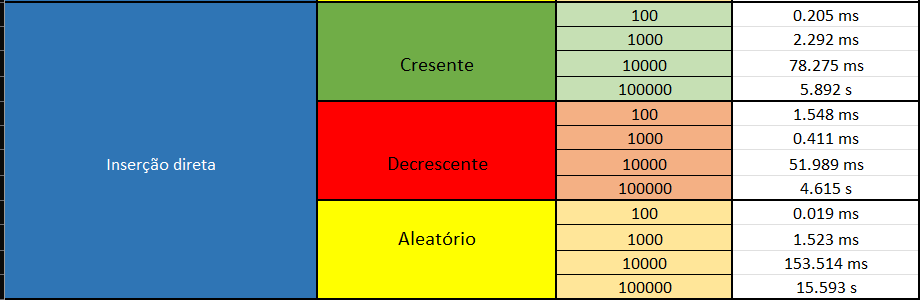 100 0.205 ms
1000 2.292 ms
Cresente 10000 78.275 ms
100000 5.892 s
100 1.548 ms
1000 0.411 ms
Inserção direta Decrescente 10000 51.989 ms
100000 4.615 s
100 0.019 ms
Aleatório 1000 1.523 ms
10000 153.514 ms
100000 15.593 s